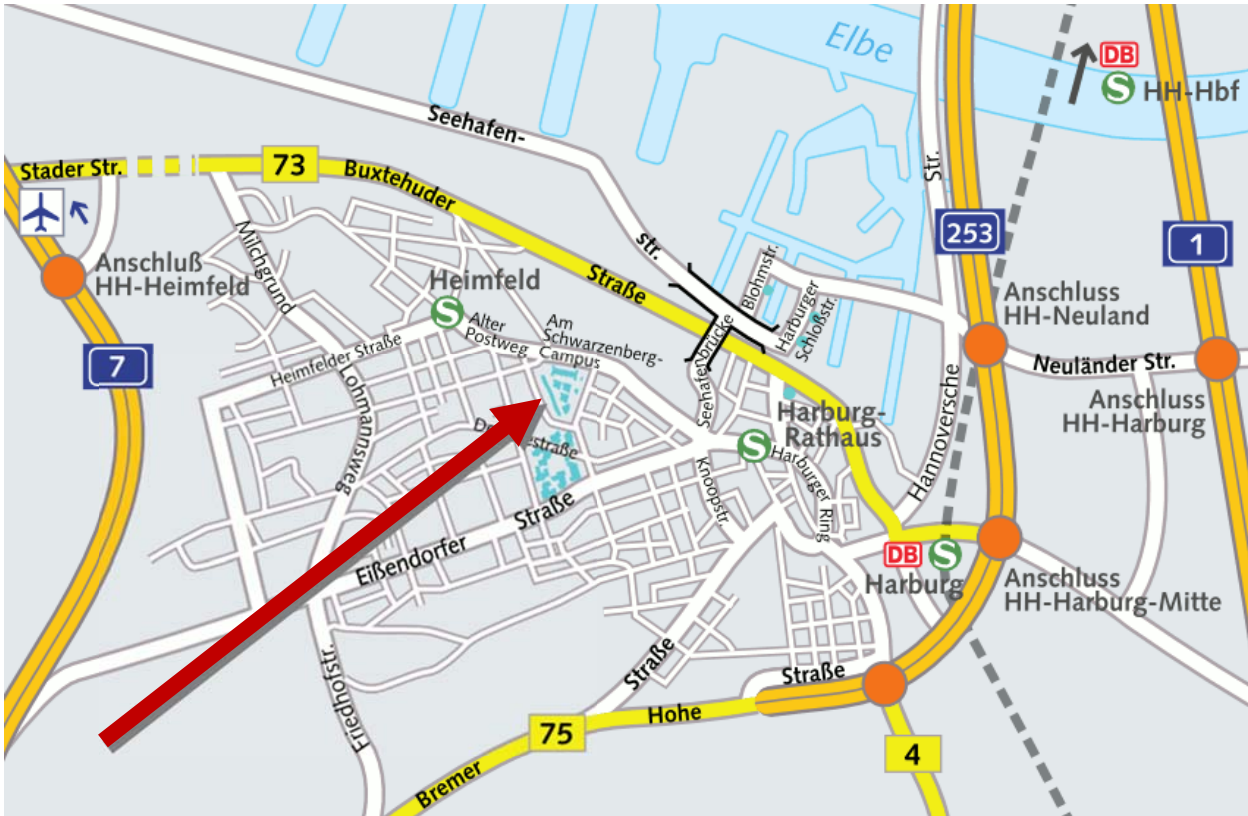 Elbe
DB
S HH-Hbf
Seehafen-
str.
Str.
Stader Str.
73
Buxtehuder
Straße
253
1
Milchgrund
Anschluß
HH-Heimfeld
Heimfeld
S
Alter
Postweg
Am
Schwarzenberg-
Campus
Blohmstr.
Harburger
Schloßstr.
Anschluss
HH-Neuland
Seehafenbrücke
Heimfelder Straße
7
Lohmannsweg
Neuländer Str.
Anschluss
HH-Harburg
Hannoversche
Harburg-
Rathaus
S
Harburger Ring
Knoopstr.
Eißendorfer
Straße
DB S
Harburg
Anschluss
HH-Harburg-Mitte
Friedhofstr.
Straße
Straße
Hohe
75
Bremer
4